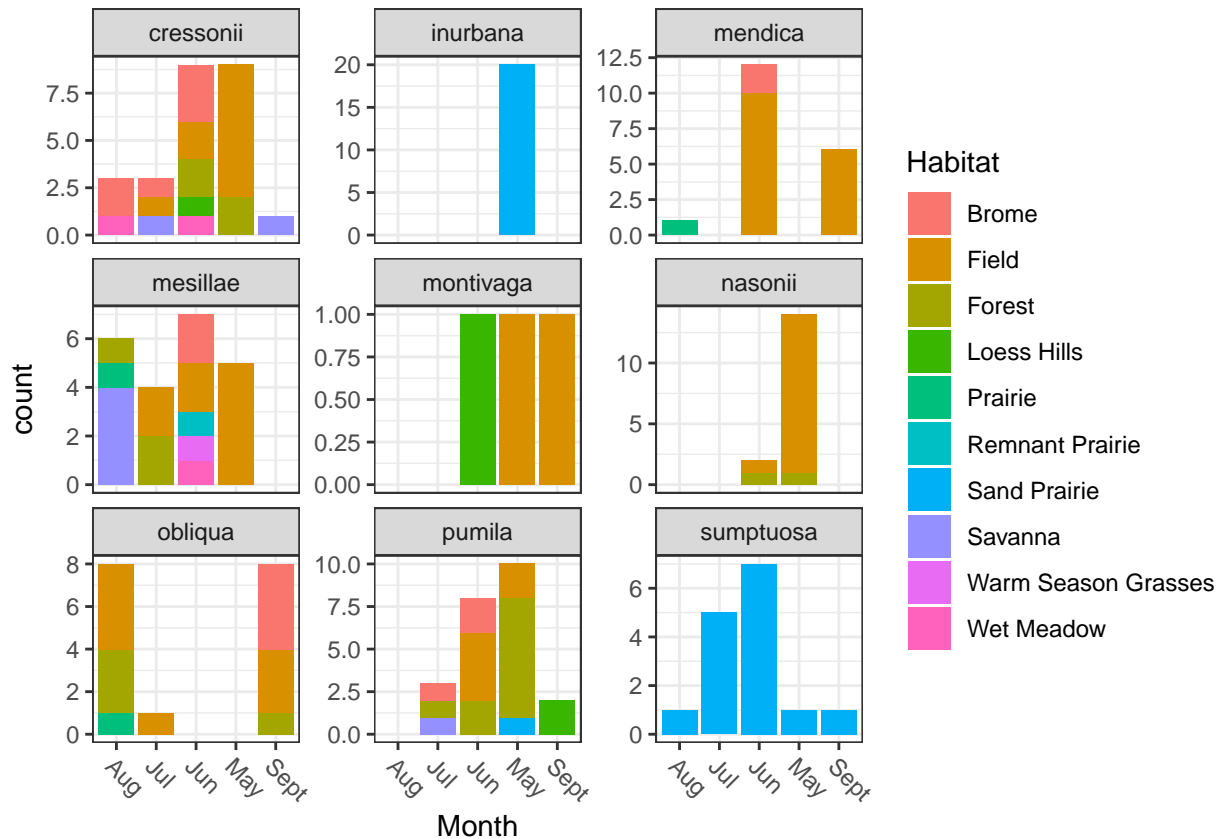 cressonii inurbana mendica
7.5
5.0
2.5
0.0
20
15
10
5
0
12.5
10.0
7.5
5.0
2.5
0.0
mesillae montivaga nasonii
6
4
2
0
1.00
0.75
0.50
0.25
0.00
10
5
0
obliqua pumila sumptuosa
8
6
4
2
0
10.0
7.5
5.0
2.5
0.0
6
4
2
0
Aug Jul Jun May Sept
Aug Jul Jun May Sept
Aug Jul Jun May Sept
count
Month
Habitat
Brome
Field
Forest
Loess Hills
Prairie
Remnant Prairie
Sand Prairie
Savanna
Warm Season Grasses
Wet Meadow